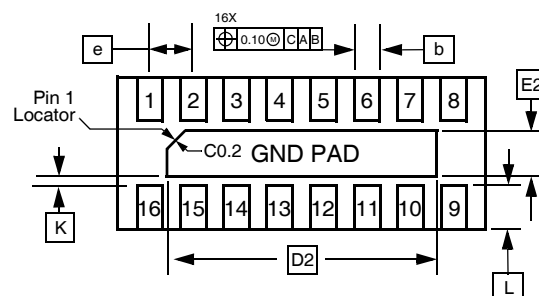 16X
e
⌖ 0.10 Ⓜ C A B
b
1 2 3 4 5 6 7 8
E2
Pin 1
Locator
C0.2
GND PAD
16 15 14 13 12 11 10 9
K
D2
L